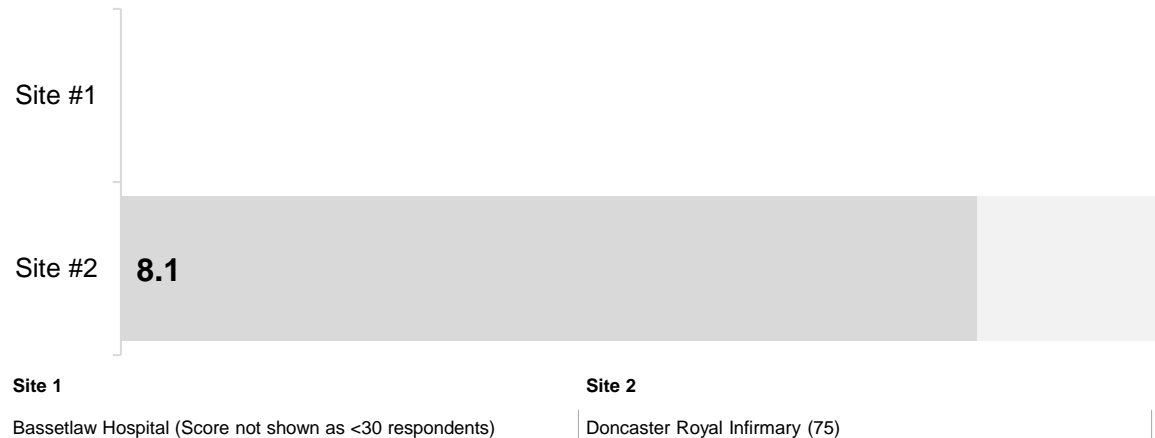 Site #1
Site #2
8.1
Site 1
Site 2
Bassetlaw Hospital (Score not shown as <30 respondents)
Doncaster Royal Infirmary (75)